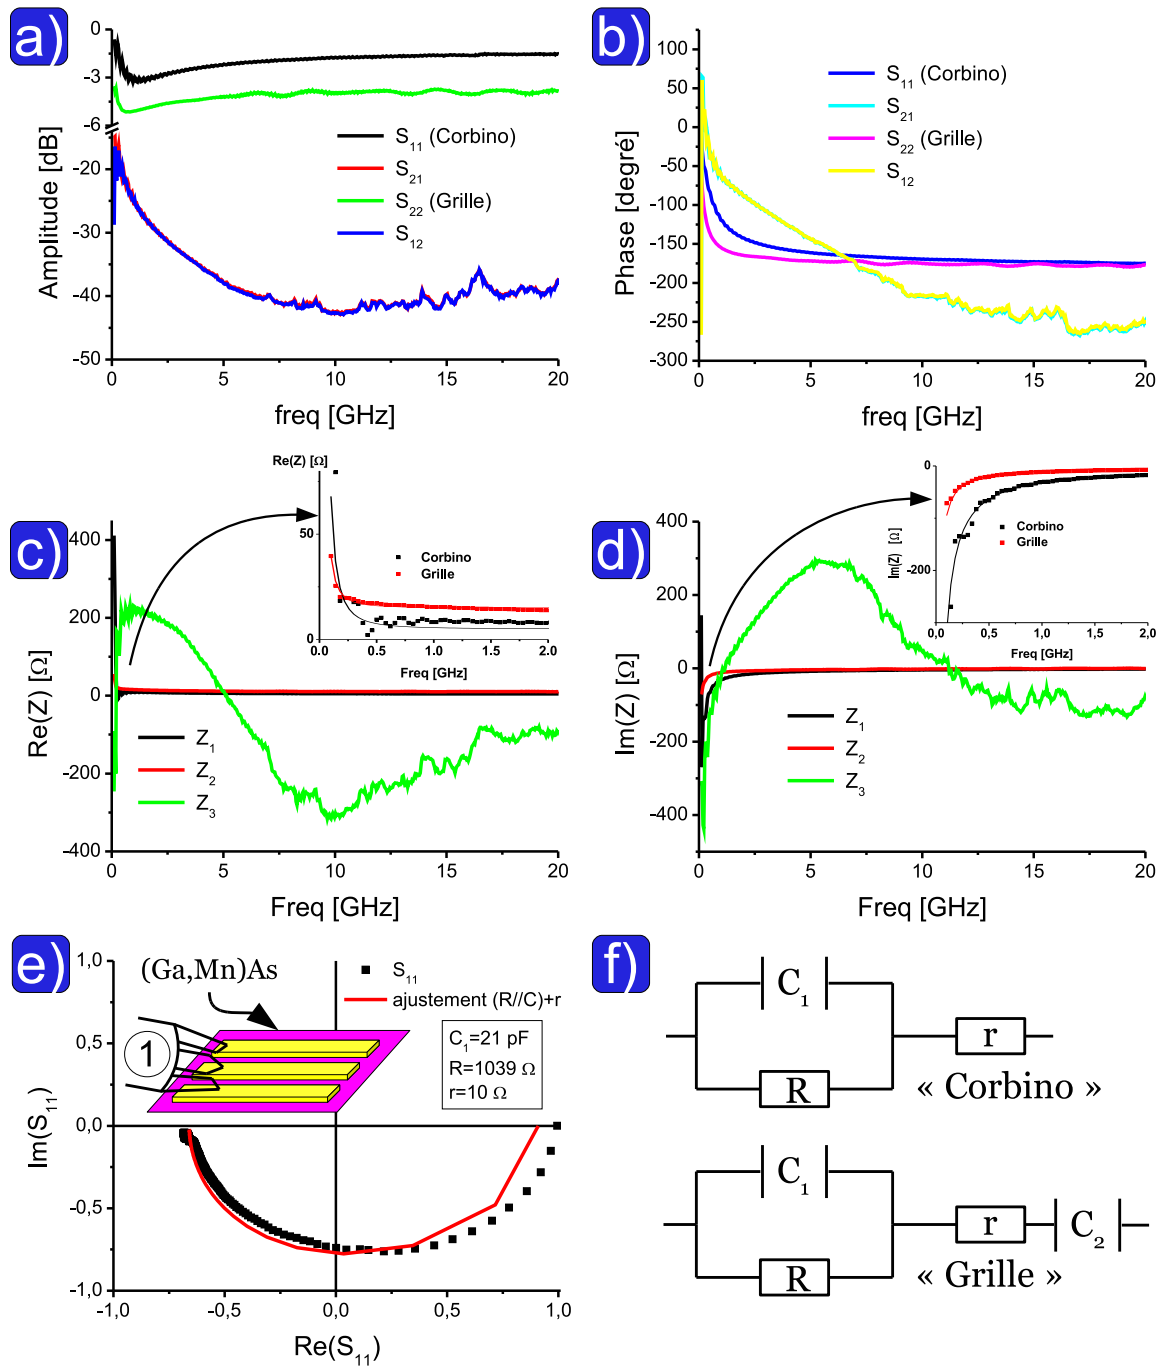 a)
0
-3
-6
-20
-30
-40
-50
Amplitude [dB]
S11 (Corbino)
S21
S22 (Grille)
S12
0 5 10 15 20
freq [GHz]
b)
100
50
0
-50
-100
-150
-200
-250
-300
Phase [degré]
S11 (Corbino)
S21
S22 (Grille)
S12
0 5 10 15 20
freq [GHz]
c)
400
200
0
-200
-400
Re(Z) [Ω]
Z1
Z2
Z3
0 5 10 15 20
Freq [GHz]
Re(Z) [Ω]
50
0
Corbino
Grille
0,0 0.5 1.0 1.5 2.0
Freq [GHz]
d)
400
200
0
-200
-400
Im(Z) [Ω]
Z1
Z2
Z3
0 5 10 15 20
Freq [GHz]
0
-200
Im(Z) [Ω]
Corbino
Grille
0,0 0,5 1,0 1,5 2,0
Freq [GHz]
e)
1,0
0,5
0,0
-0,5
-1,0
Im(S11)
(Ga,Mn)As
1
S11
ajustement (R//C)+r
C1=21 pF
R=1039 Ω
r=10 Ω
-1,0 -0,5 0,0 0,5 1,0
Re(S11)
f)
C1
r
R
« Corbino »
C1
r
C2
R
« Grille »